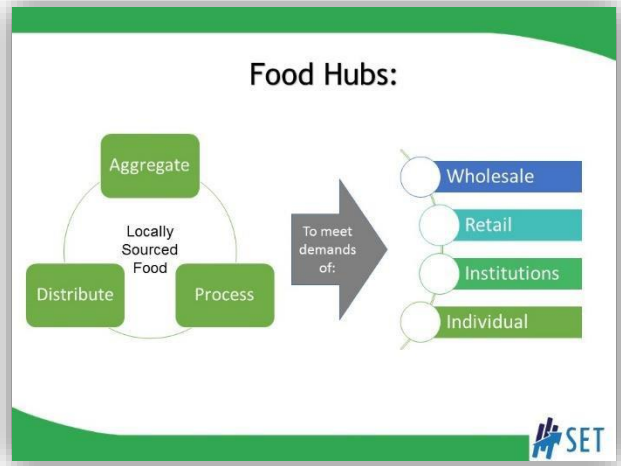 Food Hubs:
Aggregate
Locally
Sourced
Food
Distribute
Process
To meet
demands
of:
Wholesale
Retail
Institutions
Individual
SET